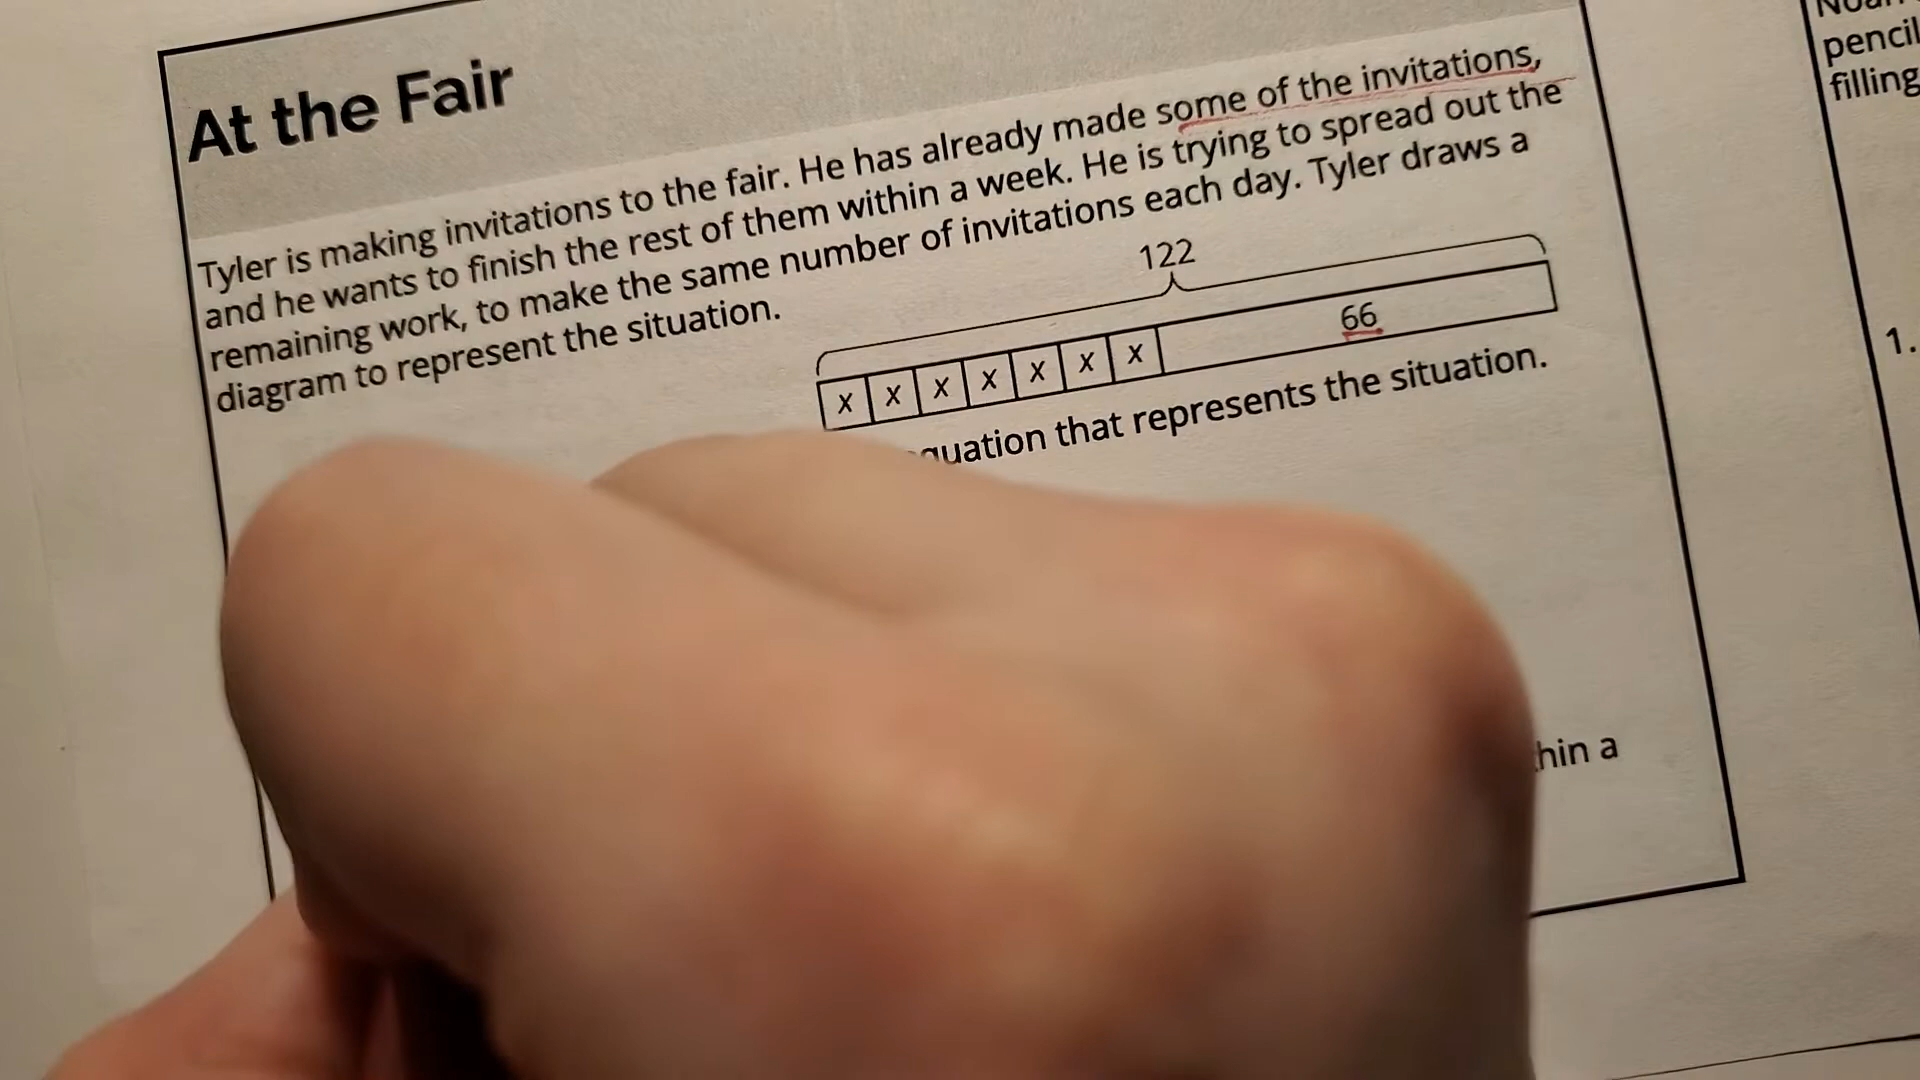 At the Fair
Tyler is making invitations to the fair. He has already made some of the invitations,
and he wants to finish the rest of them within a week. He is trying to spread out the
remaining work, to make the same number of invitations each day. Tyler draws a
diagram to represent the situation.
122
x x x x x x x 66
that represents the situation.
a
pencil
filling
1.